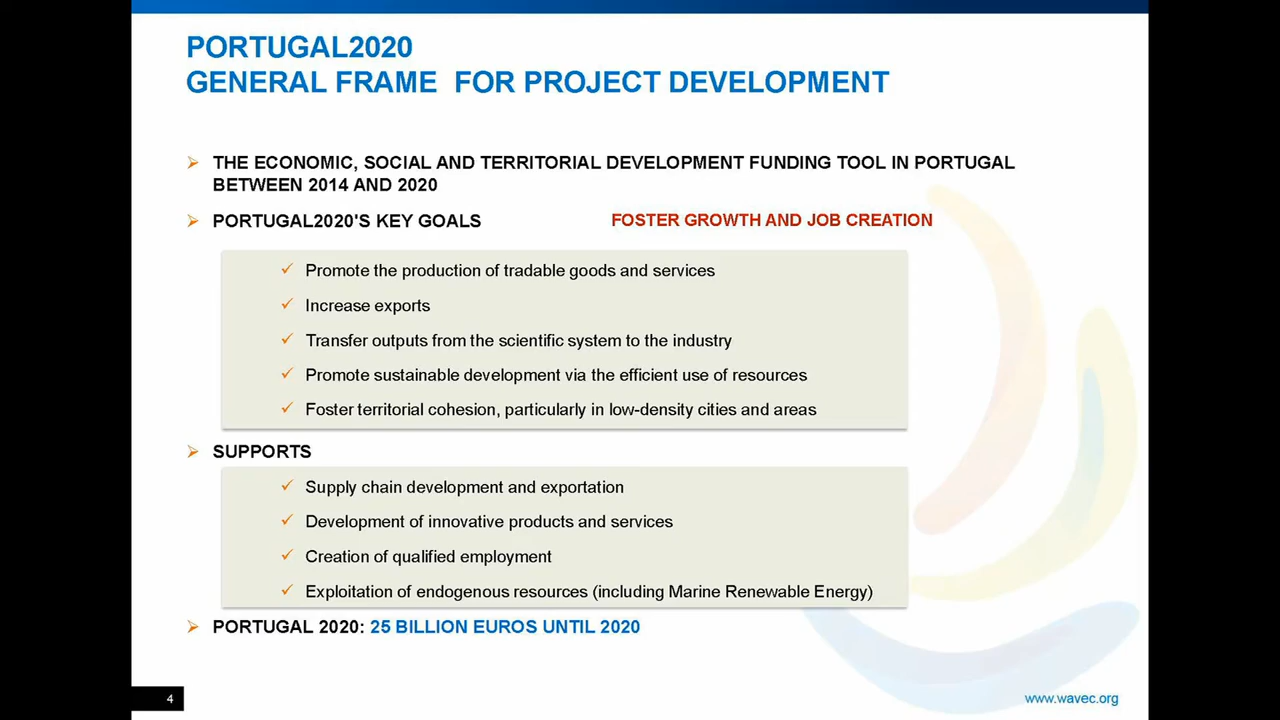 PORTUGAL2020
GENERAL FRAME FOR PROJECT DEVELOPMENT
THE ECONOMIC, SOCIAL AND TERRITORIAL DEVELOPMENT FUNDING TOOL IN PORTUGAL
BETWEEN 2014 AND 2020
PORTUGAL2020'S KEY GOALS FOSTER GROWTH AND JOB CREATION
Promote the production of tradable goods and services
Increase exports
Transfer outputs from the scientific system to the industry
Promote sustainable development via the efficient use of resources
Foster territorial cohesion, particularly in low-density cities and areas
SUPPORTS
Supply chain development and exportation
Development of innovative products and services
Creation of qualified employment
Exploitation of endogenous resources (including Marine Renewable Energy)
PORTUGAL 2020: 25 BILLION EUROS UNTIL 2020
4
www.wavec.org